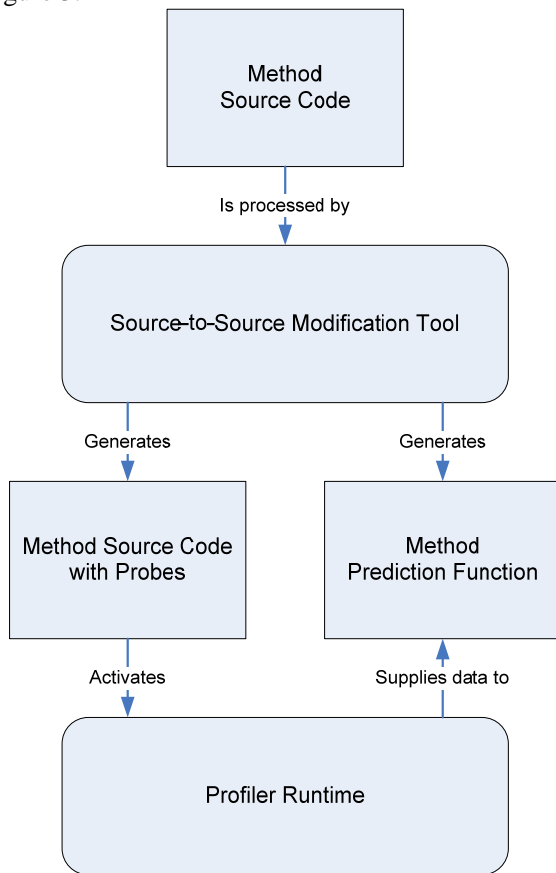 Method
Source Code
Is processed by
Source-to-Source Modification Tool
Generates
Generates
Method Source Code
with Probes
Method
Prediction Function
Activates
Supplies data to
Profiler Runtime